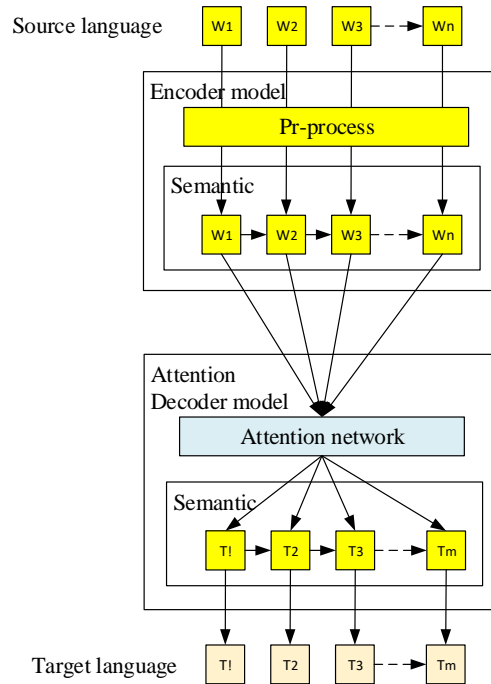 Source language W1 W2 W3 Wn
Encoder model
Pr-process
Semantic
W1 W2 W3 Wn
Attention
Decoder model
Attention network
Semantic
T! T2 T3 Tm
Target language T! T2 T3 Tm